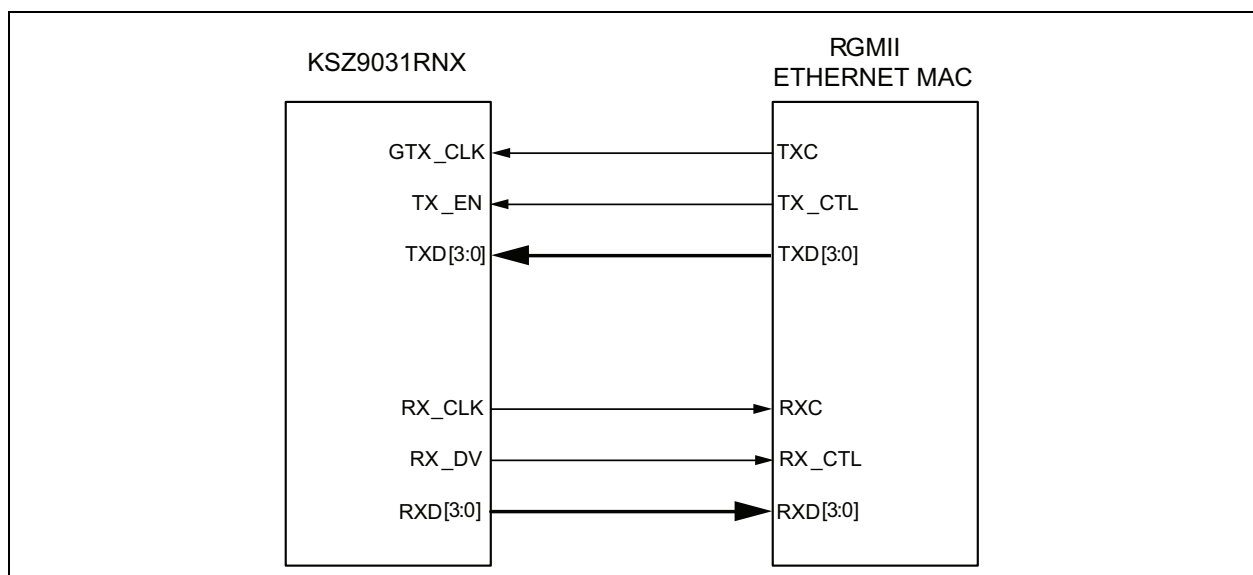 KSZ9031RNX
RGMII
ETHERNET MAC
GTX_CLK
TXC
TX_EN
TX_CTL
TXD[3:0]
TXD[3:0]
RX_CLK
RXC
RX_DV
RX_CTL
RXD[3:0]
RXD[3:0]